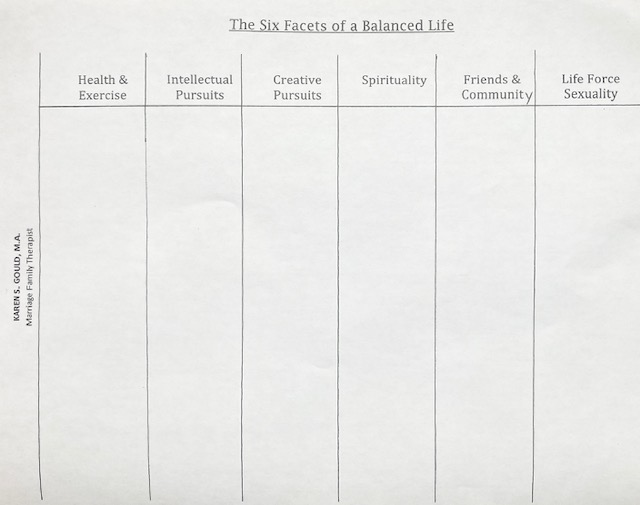 The Six Facets of a Balanced Life
Health &
Exercise
Intellectual
Pursuits
Creative
Pursuits
Spirituality
Friends &
Community
Life Force
Sexuality
KAREN S. GOULD, M.A.
Marriage Family Therapist